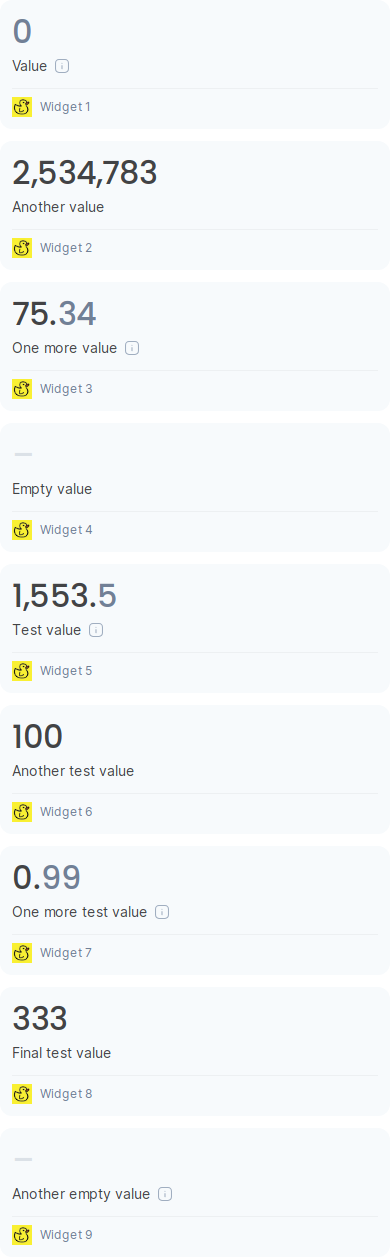 0
Value
Widget 1
2,534,783
Another value
Widget 2
75.34
One more value
Widget 3
–
Empty value
Widget 4
1,553.5
Test value
Widget 5
100
Another test value
Widget 6
0.99
One more test value
Widget 7
333
Final test value
Widget 8
–
Another empty value
Widget 9